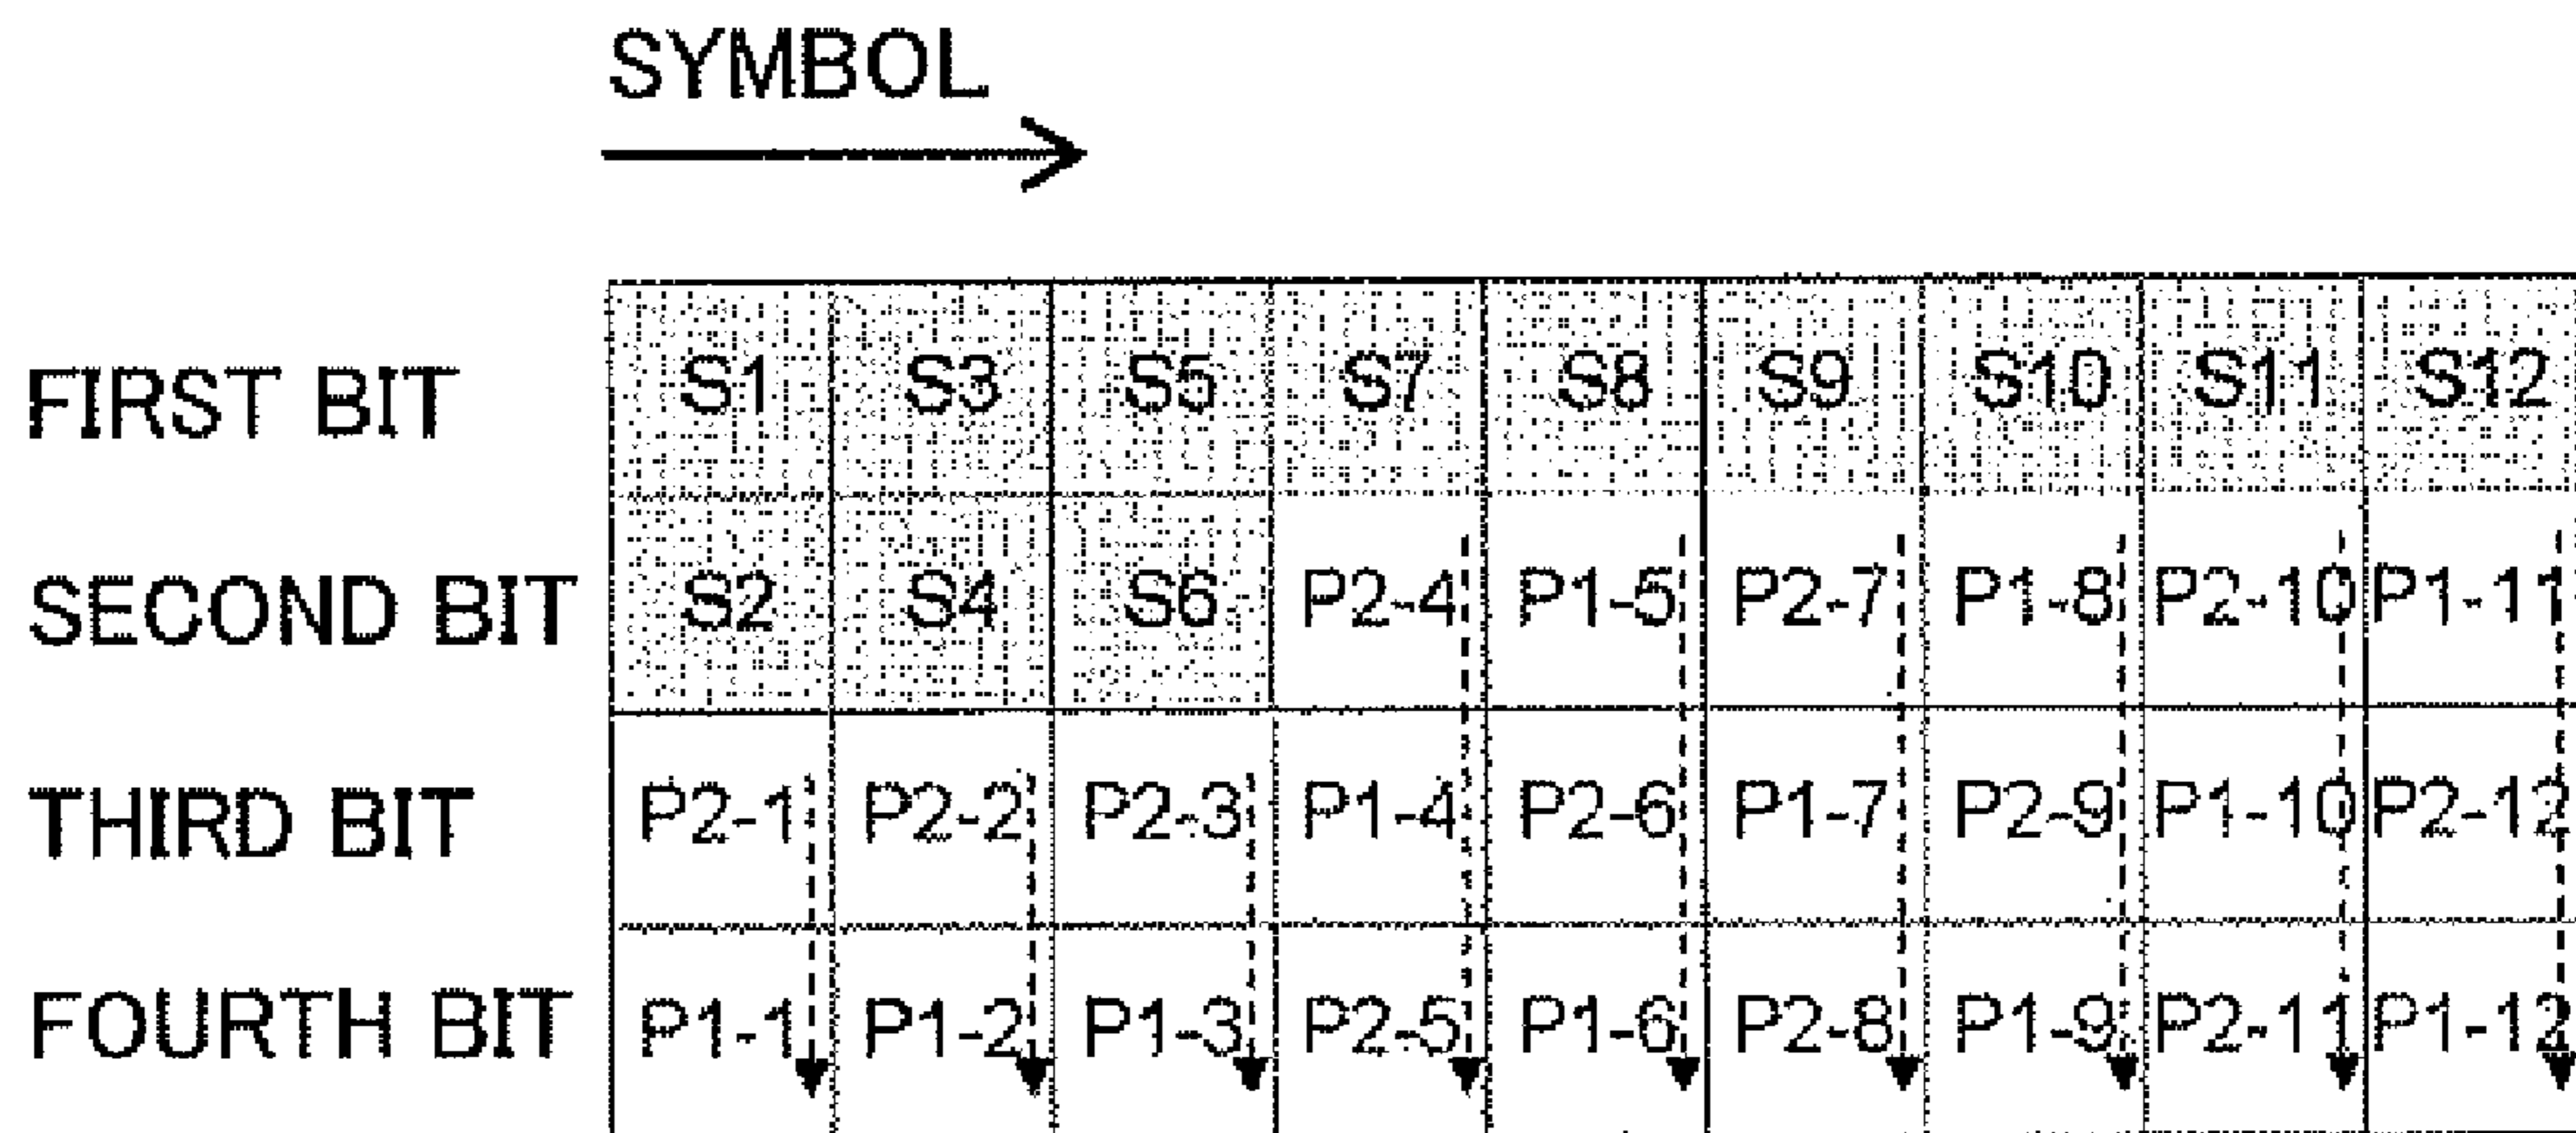 SYMBOL
FIRST BIT S1 S3 S5 S7 S8 S9 S10 S11 S12
SECOND BIT S2 S4 S6 P2-4 P1-5 P2-7 P1-8 P2-10 P1-11
THIRD BIT P2-1 P2-2 P2-3 P1-4 P2-6 P1-7 P2-9 P1-10 P2-12
FOURTH BIT P1-1 P1-2 P1-3 P2-5 P1-6 P2-8 P1-9 P2-11 P1-12